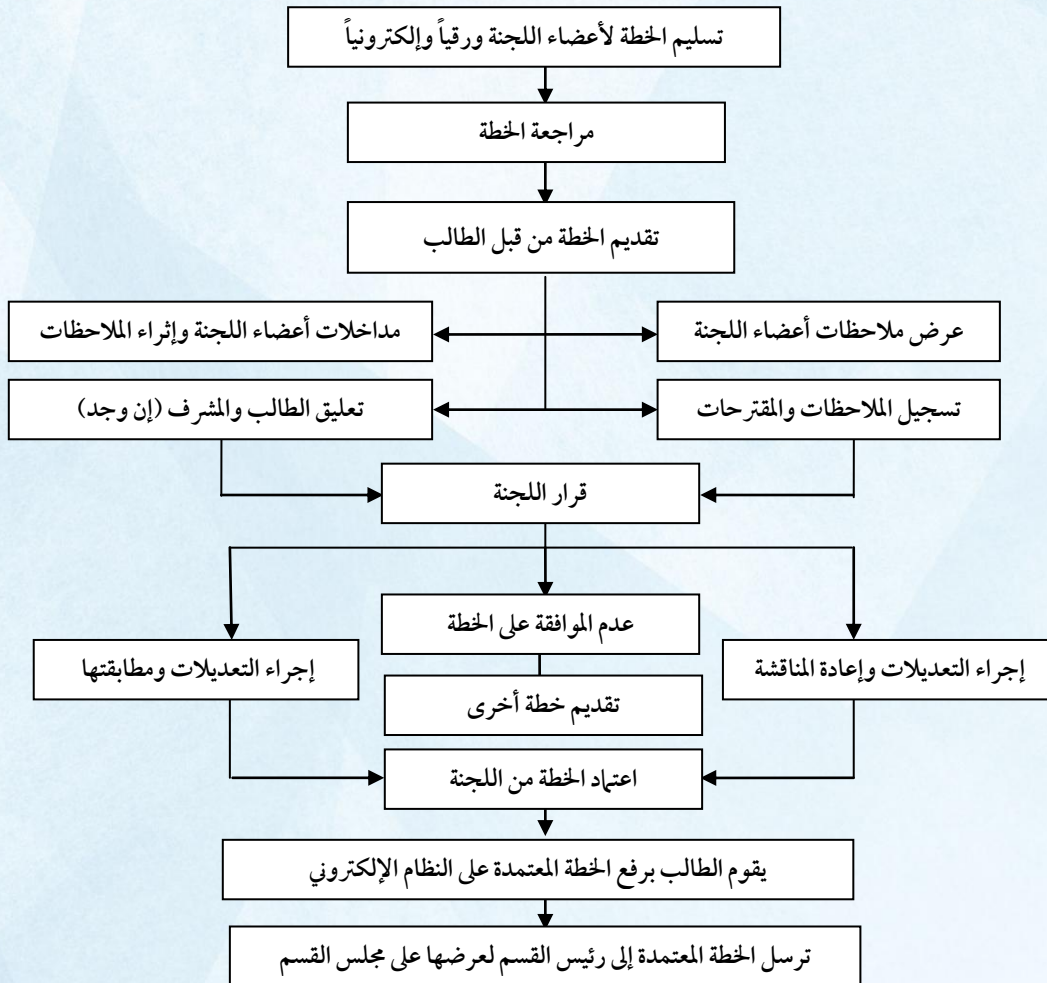 تسليم الخطة لأعضاء اللجنة ورقياً وإلكترونياً
مراجعة الخطة
تقديم الخطة من قبل الطالب
عرض ملاحظات أعضاء اللجنة
مداخلات أعضاء اللجنة وإثراء الملاحظات
تسجيل الملاحظات والمقترحات
تعليق الطالب والمشرف (إن وجد)
قرار اللجنة
إجراء التعديلات وإعادة المناقشة
عدم الموافقة على الخطة
إجراء التعديلات ومطابقتها
تقديم خطة أخرى
اعتماد الخطة من اللجنة
يقوم الطالب برفع الخطة المعتمدة على النظام الإلكتروني
ترسل الخطة المعتمدة إلى رئيس القسم لعرضها على مجلس القسم